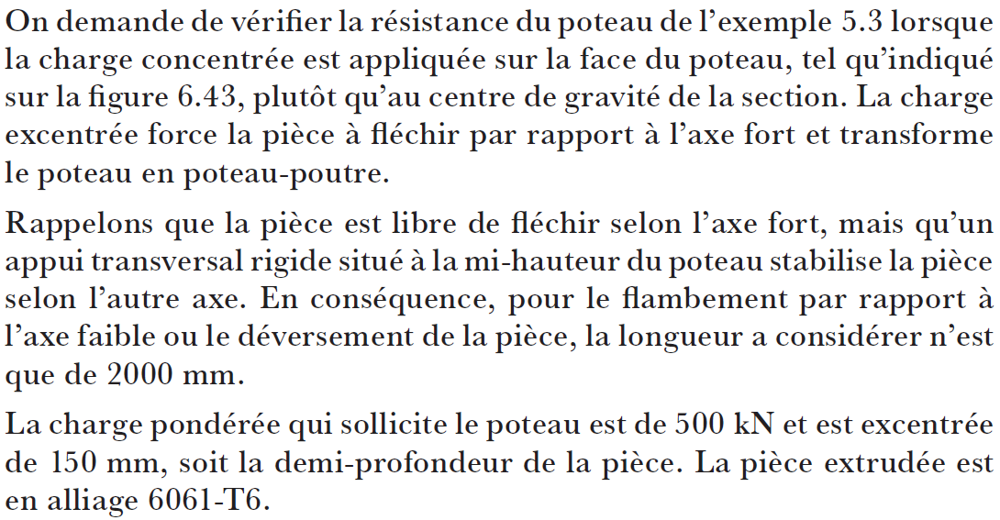 On demande de vérifier la résistance du poteau de l'exemple 5.3 lorsque
la charge concentrée est appliquée sur la face du poteau, tel qu'indiqué
sur la figure 6.43, plutôt qu'au centre de gravité de la section. La charge
excentrée force la pièce à fléchir par rapport à l'axe fort et transforme
le poteau en poteau-poutre.
Rappelons que la pièce est libre de fléchir selon l'axe fort, mais qu'un
appui transversal rigide situé à la mi-hauteur du poteau stabilise la pièce
selon l'autre axe. En conséquence, pour le flambement par rapport à
l'axe faible ou le déversement de la pièce, la longueur a considérer n'est
que de 2000 mm.
La charge pondérée qui sollicite le poteau est de 500 kN et est excentrée
de 150 mm, soit la demi-profondeur de la pièce. La pièce extrudée est
en alliage 6061-T6.